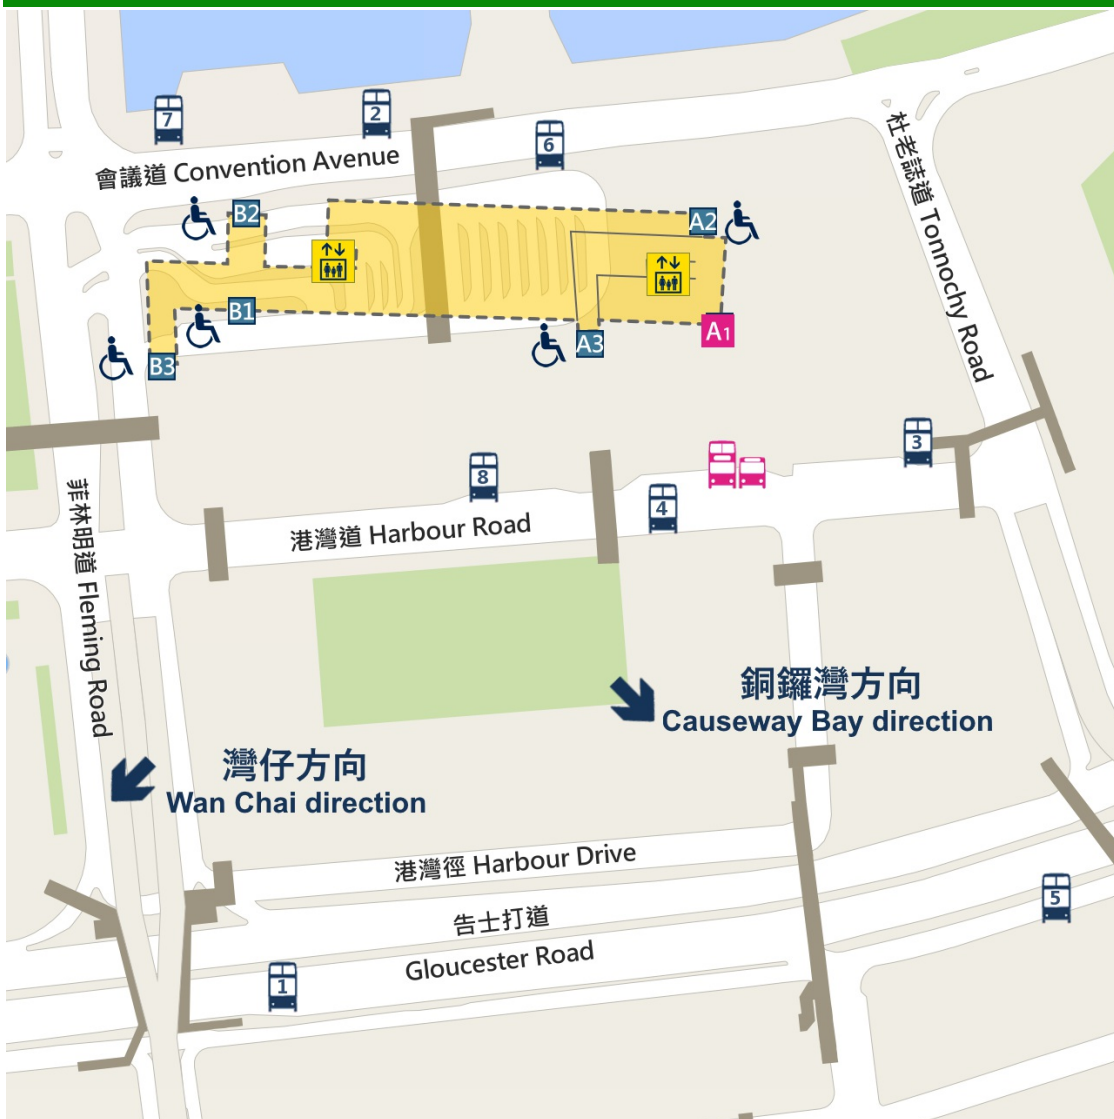 7
2
6
會議道 Convention Avenue
杜老誌道 Tonnochy Road
B2
A2
B1
A1
A3
B3
3
8
4
港灣道 Harbour Road
菲林明道 Fleming Road
銅鑼灣方向
Causeway Bay direction
灣仔方向
Wan Chai direction
港灣徑 Harbour Drive
告士打道
Gloucester Road
5
1